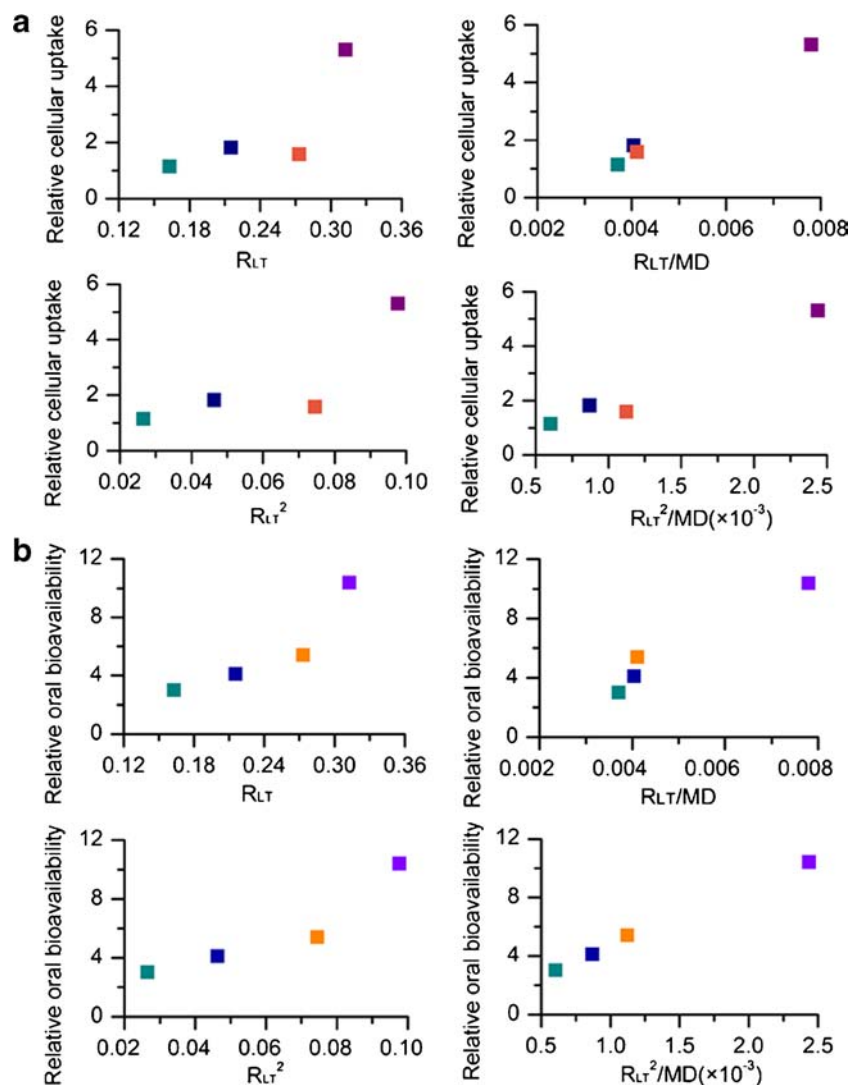 a
Relative cellular uptake
6
4
2
0
0.12 0.18 0.24 0.30 0.36
RLT
Relative cellular uptake
6
4
2
0
0.002 0.004 0.006 0.008
RLT/MD
Relative cellular uptake
6
4
2
0
0.02 0.04 0.06 0.08 0.10
RLT²
Relative cellular uptake
6
4
2
0
0.5 1.0 1.5 2.0 2.5
RLT²/MD(×10⁻³)
b
Relative oral bioavailability
12
8
4
0
0.12 0.18 0.24 0.30 0.36
RLT
Relative oral bioavailability
12
8
4
0
0.002 0.004 0.006 0.008
RLT/MD
Relative oral bioavailability
12
8
4
0
0.02 0.04 0.06 0.08 0.10
RLT²
Relative oral bioavailability
12
8
4
0
0.5 1.0 1.5 2.0 2.5
RLT²/MD(×10⁻³)